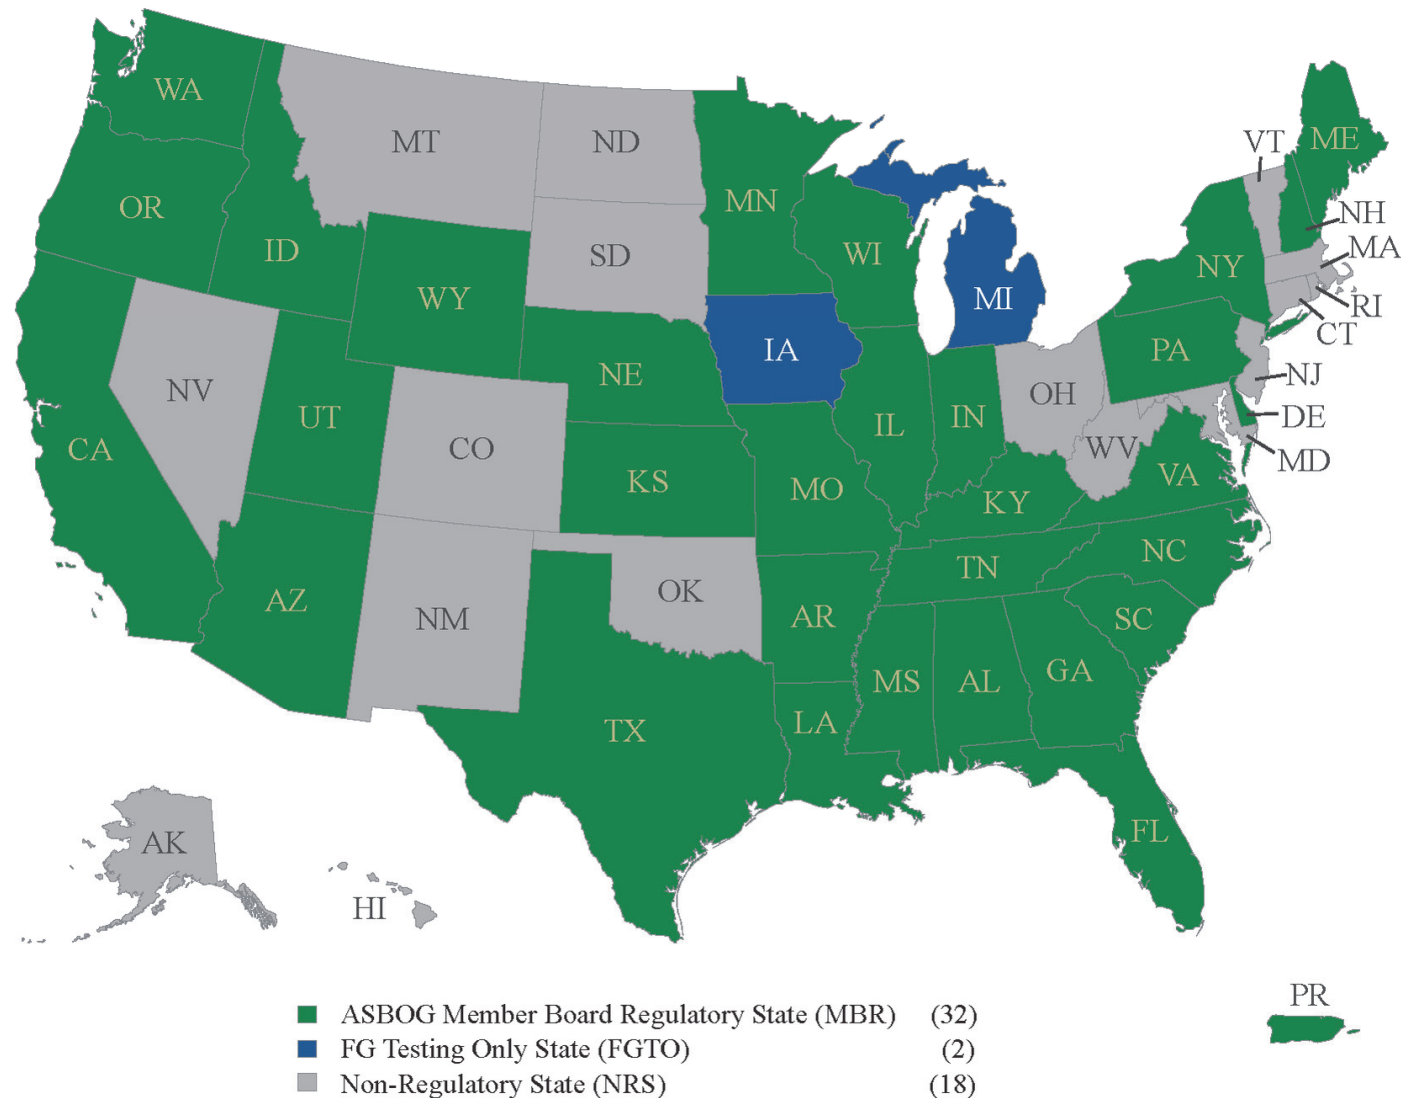 WA
MT
ND
VT
ME
OR
MN
NH
ID
SD
WI
NY
MA
WY
MI
RI
CT
IA
PA
NV
NE
OH
NJ
UT
IL
IN
DE
CA
CO
WV
MD
KS
MO
KY
VA
AZ
NM
OK
TN
NC
AR
SC
MS
AL
GA
TX
LA
FL
AK
HI
PR
ASBOG Member Board Regulatory State (MBR) (32)
FG Testing Only State (FGTO) (2)
Non-Regulatory State (NRS) (18)